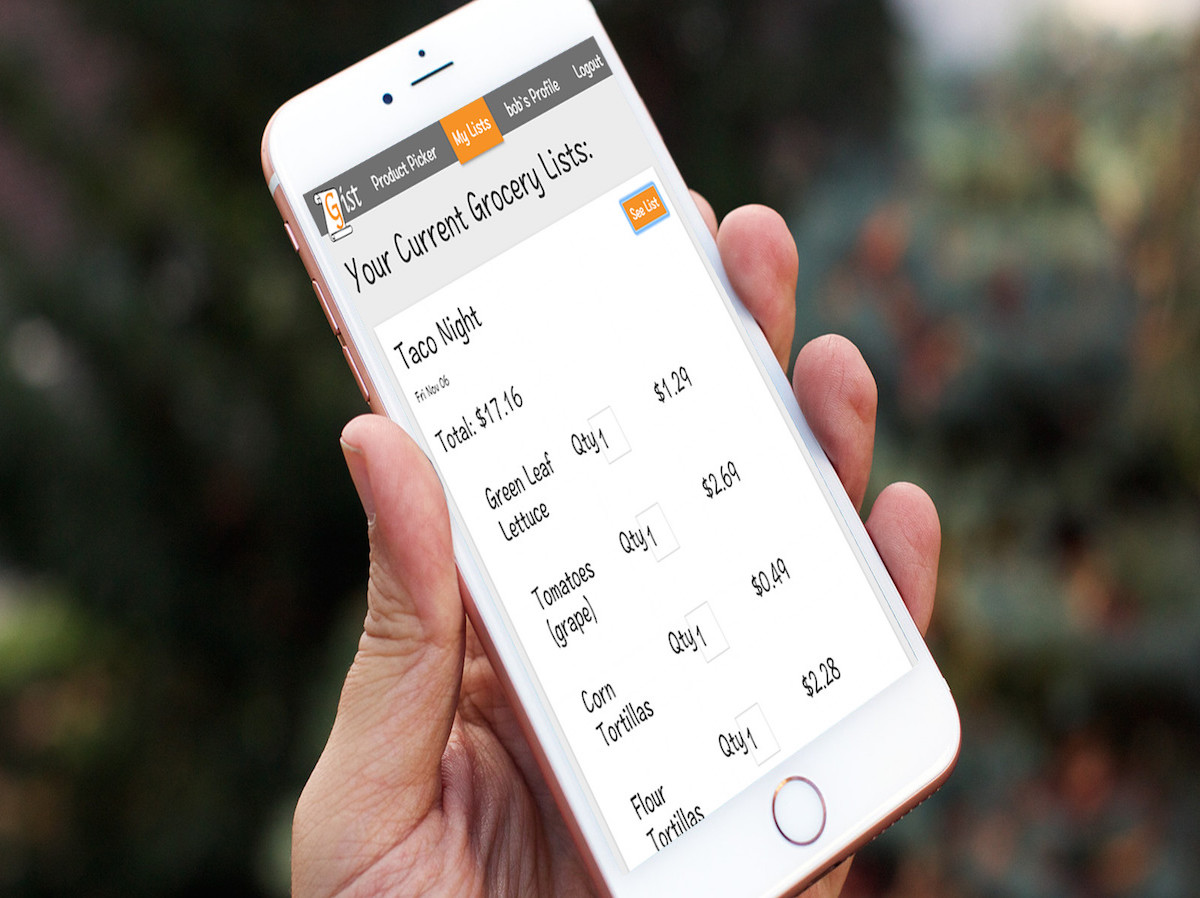 Gist Product Picker My Lists bob's Profile Logout
Your Current Grocery Lists:
See List
Taco Night
Fri Nov 06
Total: $17.16
Green Leaf
Lettuce
Qty 1
$1.29
Tomatoes
(grape)
Qty 1
$2.69
Corn
Tortillas
Qty 1
$0.49
Flour
Tortillas
Qty 1
$2.28